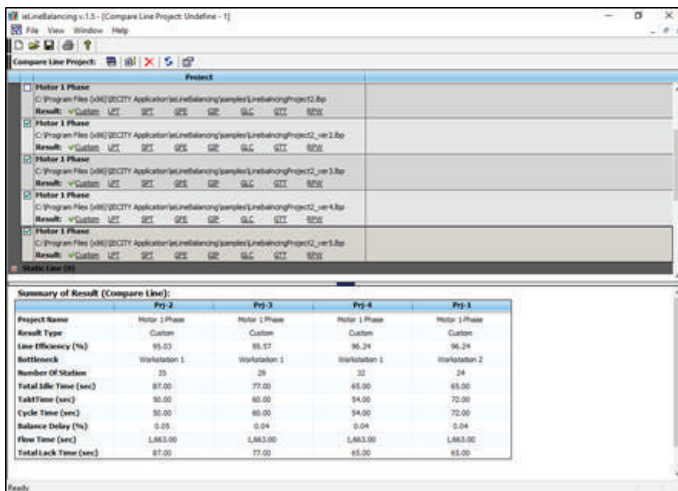 ieLineBalancing v.1.5 - [Compare Line Project: Undefine - 1]
File View Window Help
Compare Line Project:
Project
Motor 1 Phase
C:\Program Files (x86)\IECITY Application\ieLineBalancing\samples\LinebalncingProject2.lbp
Result: Custom LPT SPT GPE GIP GLC GTT RPW
Motor 1 Phase
C:\Program Files (x86)\IECITY Application\ieLineBalancing\samples\LinebalncingProject2_ver2.lbp
Result: Custom LPT SPT GPE GIP GLC GTT RPW
Motor 1 Phase
C:\Program Files (x86)\IECITY Application\ieLineBalancing\samples\LinebalncingProject2_ver3.lbp
Result: Custom LPT SPT GPE GIP GLC GTT RPW
Motor 1 Phase
C:\Program Files (x86)\IECITY Application\ieLineBalancing\samples\LinebalncingProject2_ver4.lbp
Result: Custom LPT SPT GPE GIP GLC GTT RPW
Motor 1 Phase
C:\Program Files (x86)\IECITY Application\ieLineBalancing\samples\LinebalncingProject2_ver5.lbp
Result: Custom LPT SPT GPE GIP GLC GTT RPW
Static Line (0)
Summary of Result (Compare Line):
Prj-2 Prj-3 Prj-4 Prj-1
Project Name Motor 1 Phase Motor 1 Phase Motor 1 Phase Motor 1 Phase
Result Type Custom Custom Custom Custom
Line Efficiency (%) 95.03 95.57 96.24 96.24
Bottleneck Workstation 1 Workstation 1 Workstation 1 Workstation 2
Number Of Station 35 29 32 24
Total Idle Time (sec) 87.00 77.00 65.00 65.00
TaktTime (sec) 50.00 60.00 54.00 72.00
Cycle Time (sec) 50.00 60.00 54.00 72.00
Balance Delay (%) 0.05 0.04 0.04 0.04
Flow Time (sec) 1,663.00 1,663.00 1,663.00 1,663.00
Total Lack Time (sec) 87.00 77.00 65.00 65.00
Ready